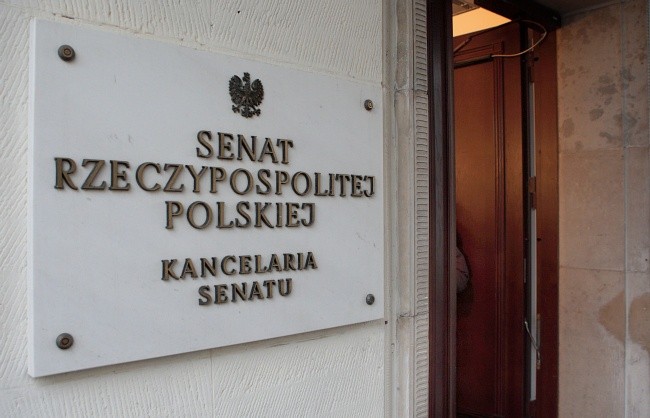 SENAT
RZECZYPOSPOLITEJ
POLSKIEJ
KANCELARIA
SENATU